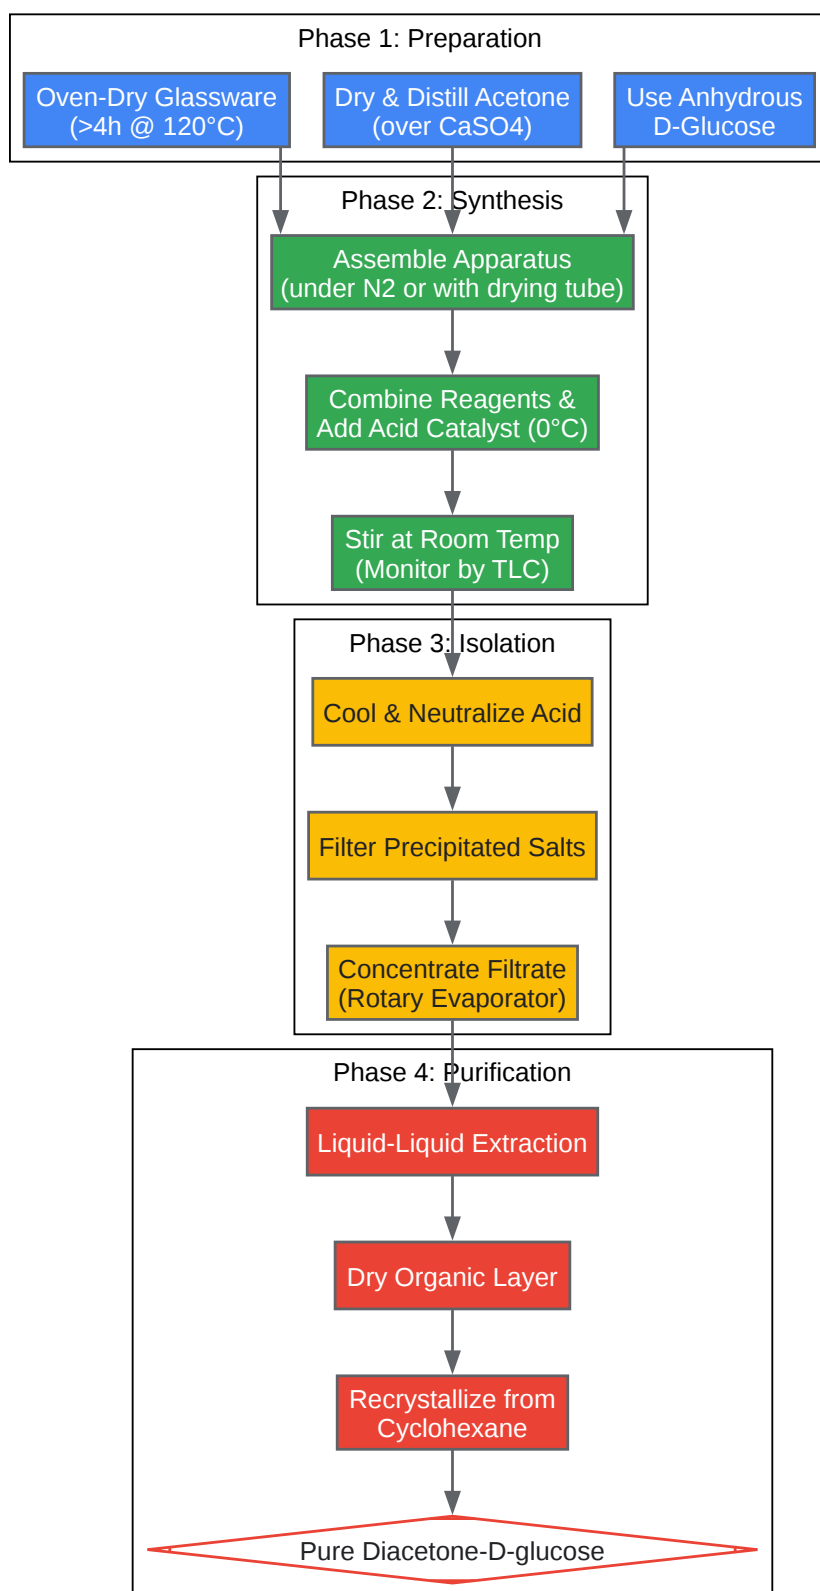 Phase 1: Preparation
Oven-Dry Glassware
(>4h @ 120°C)
Dry & Distill Acetone
(over CaSO4)
Use Anhydrous
D-Glucose
Phase 2: Synthesis
Assemble Apparatus
(under N2 or with drying tube)
Combine Reagents &
Add Acid Catalyst (0°C)
Stir at Room Temp
(Monitor by TLC)
Phase 3: Isolation
Cool & Neutralize Acid
Filter Precipitated Salts
Concentrate Filtrate
(Rotary Evaporator)
Phase 4: Purification
Liquid-Liquid Extraction
Dry Organic Layer
Recrystallize from
Cyclohexane
Pure Diacetone-D-glucose